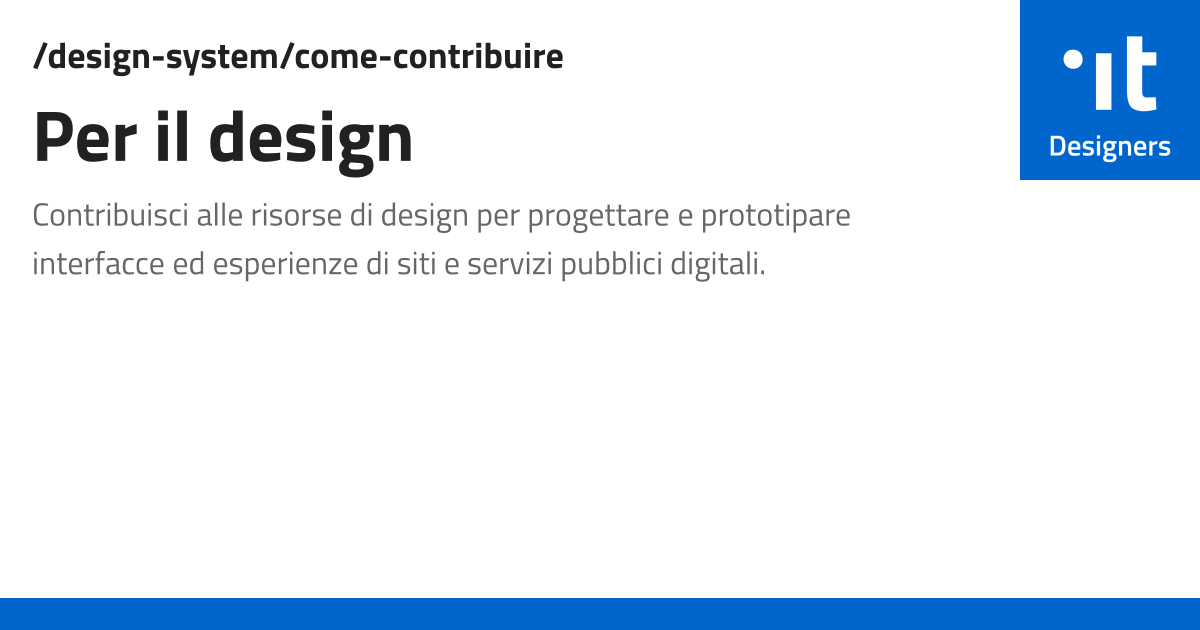 /design-system/come-contribuire
Per il design
Contribuisci alle risorse di design per progettare e prototipare
interfacce ed esperienze di siti e servizi pubblici digitali.
it
Designers